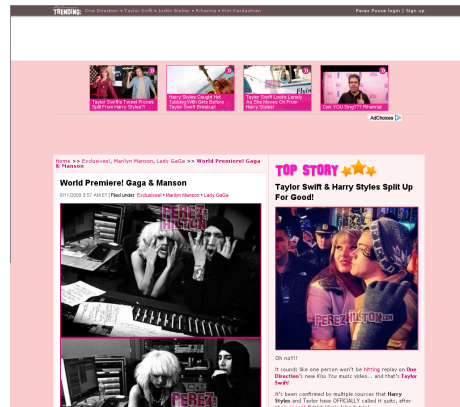 TRENDING: One Direction • Taylor Swift • Justin Bieber • Rihanna • Kim Kardashian
Perez Posse login | Sign up
Taylor Swift's Tweet Proves
Split From Harry Styles?!
Harry Styles Caught Hot
Tubbing With Girls Before
Taylor Swift Breakup!
Taylor Swift Looks Lonely
As She Moves On From
Harry Styles!
Can YOU Sing??? Rihanna!
AdChoices
Home >> Exclusives!, Marilyn Manson, Lady GaGa >> World Premiere! Gaga
& Manson
World Premiere! Gaga & Manson
6/11/2009 3:57 AM ET | Filed under: Exclusives! • Marilyn Manson • Lady GaGa
PEREZ
HILTON
PEREZ
TOP STORY
Taylor Swift & Harry Styles Split Up
For Good!
PEREZHILTON.COM
Oh no!!!!
It sounds like one person won't be hitting replay on One
Direction's new Kiss You music video... and that's Taylor
Swift!
It's been confirmed by multiple sources that Harry
Styles and Taylor have OFFICIALLY called it quits, after